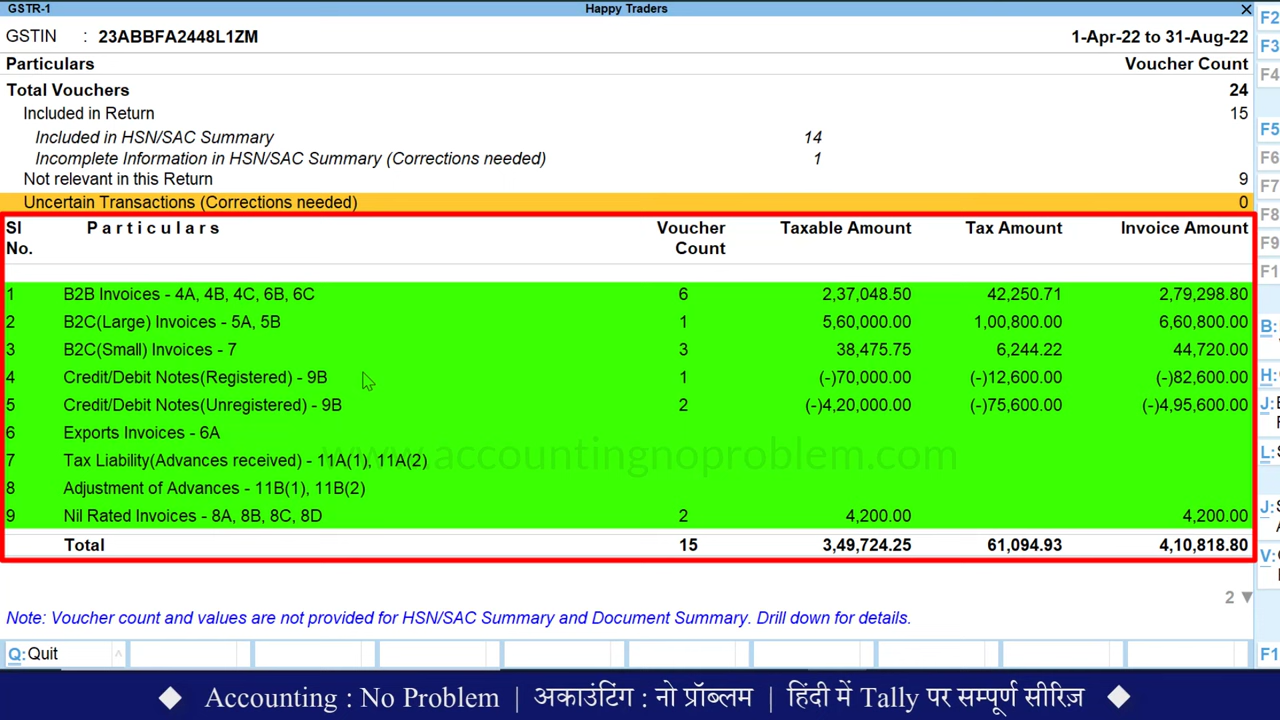 GSTR-1 Happy Traders ×
GSTIN : 23ABBFA2448L1ZM 1-Apr-22 to 31-Aug-22
Particulars Voucher Count
Total Vouchers 24
Included in Return 15
Included in HSN/SAC Summary 14
Incomplete Information in HSN/SAC Summary (Corrections needed) 1
Not relevant in this Return 9
Uncertain Transactions (Corrections needed) 0
Sl Particulars Voucher Taxable Amount Tax Amount Invoice Amount
No. Count
1 B2B Invoices - 4A, 4B, 4C, 6B, 6C 6 2,37,048.50 42,250.71 2,79,298.80
2 B2C(Large) Invoices - 5A, 5B 1 5,60,000.00 1,00,800.00 6,60,800.00
3 B2C(Small) Invoices - 7 3 38,475.75 6,244.22 44,720.00
4 Credit/Debit Notes(Registered) - 9B 1 (-)70,000.00 (-)12,600.00 (-)82,600.00
5 Credit/Debit Notes(Unregistered) - 9B 2 (-)4,20,000.00 (-)75,600.00 (-)4,95,600.00
6 Exports Invoices - 6A
www.accountingnoproblem.com
7 Tax Liability(Advances received) - 11A(1), 11A(2)
8 Adjustment of Advances - 11B(1), 11B(2)
9 Nil Rated Invoices - 8A, 8B, 8C, 8D 2 4,200.00 4,200.00
Total 15 3,49,724.25 61,094.93 4,10,818.80
2 ▼
Note: Voucher count and values are not provided for HSN/SAC Summary and Document Summary. Drill down for details.
Q: Quit ^
F2
F3
F4
F5
F6
F7
F8
F9
F1
B:
H:
J:
L:
J:
V:
F1
◆ Accounting : No Problem | अकाउंटिंग : नो प्रॉब्लम | हिंदी में Tally पर सम्पूर्ण सीरिज़ ◆